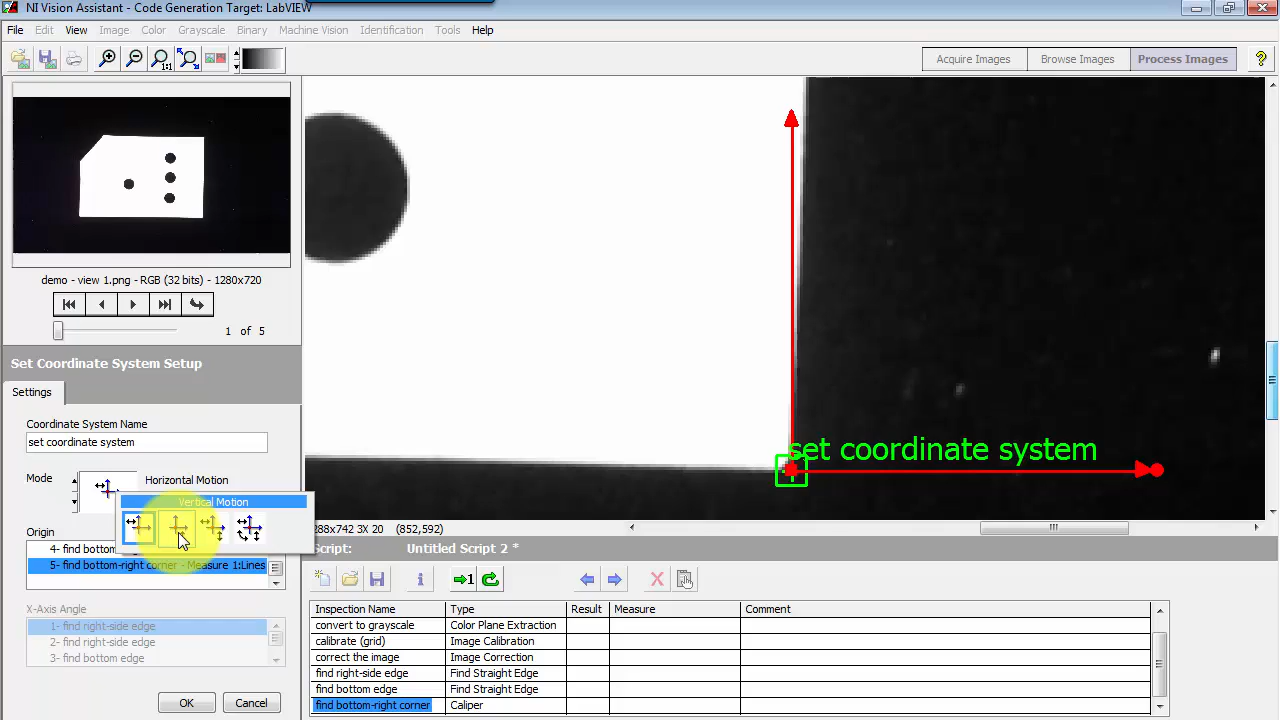 NI Vision Assistant - Code Generation Target: LabVIEW
File Edit View Image Color Grayscale Binary Machine Vision Identification Tools Help
1:1
Acquire Images Browse Images Process Images
demo - view 1.png - RGB (32 bits) - 1280x720
1 of 5
Set Coordinate System Setup
Settings
Coordinate System Name
set coordinate system
Mode
Horizontal Motion
Vertical Motion
Origin
4- find bottom
5- find bottom-right corner - Measure 1:Lines
X-Axis Angle
1- find right-side edge
2- find right-side edge
3- find bottom edge
OK Cancel
set coordinate system
288x742 3X 20 (852,592)
Script: Untitled Script 2 *
Inspection Name Type Result Measure Comment
convert to grayscale Color Plane Extraction
calibrate (grid) Image Calibration
correct the image Image Correction
find right-side edge Find Straight Edge
find bottom edge Find Straight Edge
find bottom-right corner Caliper